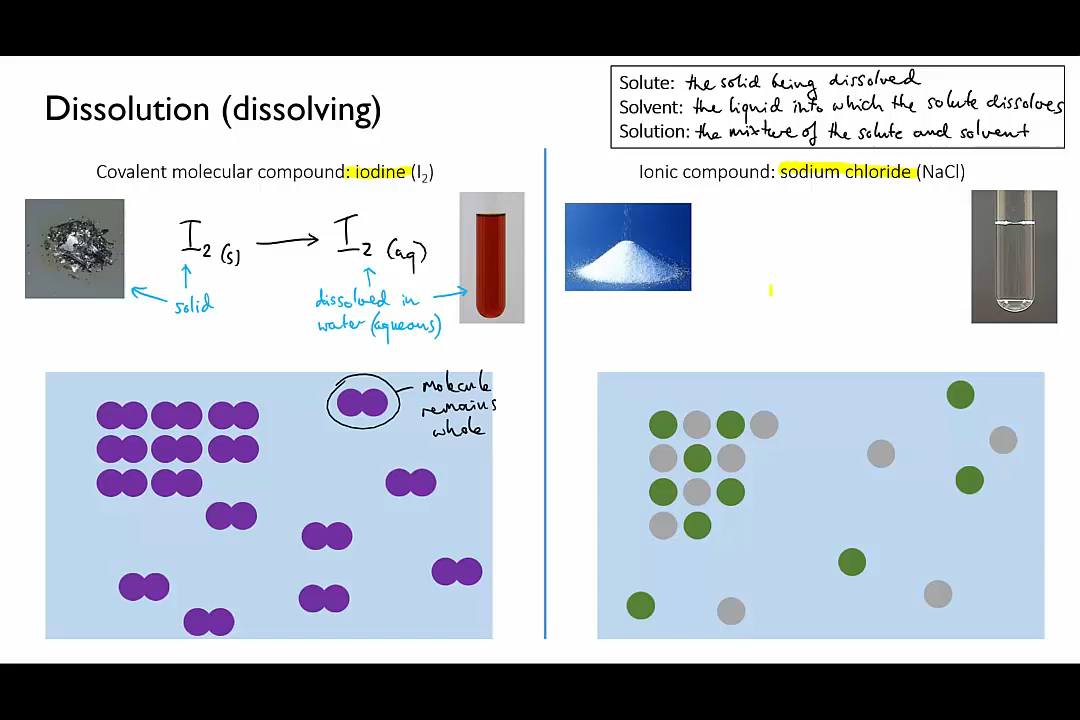 Solute: the solid being dissolved
Solvent: the liquid into which the solute dissolves
Solution: the mixture of the solute and solvent
Dissolution (dissolving)
Covalent molecular compound: iodine (I₂)
I₂ (s) → I₂ (aq)
solid
dissolved in
water (aqueous)
molecule
remains
whole
Ionic compound: sodium chloride (NaCl)